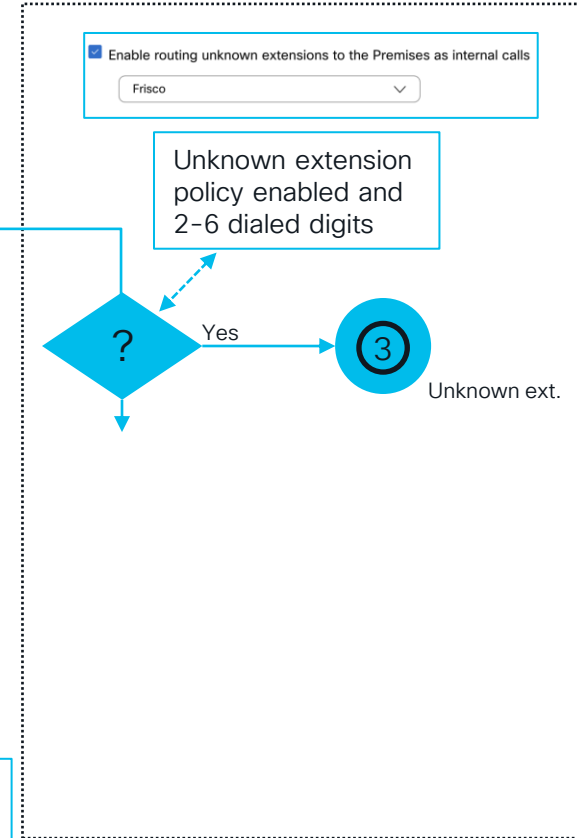 Enable routing unknown extensions to the Premises as internal calls
Frisco
Unknown extension
policy enabled and
2-6 dialed digits
?
Yes
3
Unknown ext.